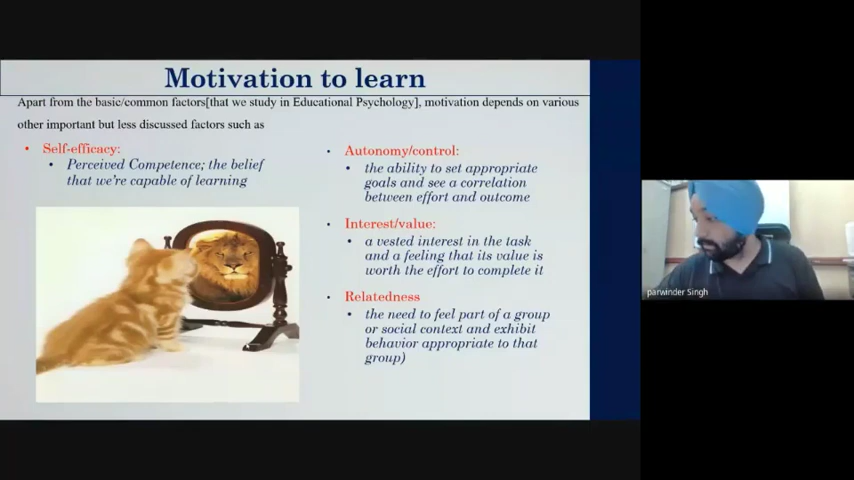 Motivation to learn
Apart from the basic/common factors[that we study in Educational Psychology], motivation depends on various
other important but less discussed factors such as
• Self-efficacy:
• Perceived Competence; the belief
that we're capable of learning
• Autonomy/control:
• the ability to set appropriate
goals and see a correlation
between effort and outcome
• Interest/value:
• a vested interest in the task
and a feeling that its value is
worth the effort to complete it
• Relatedness
• the need to feel part of a group
or social context and exhibit
behavior appropriate to that
group)
parwinder Singh